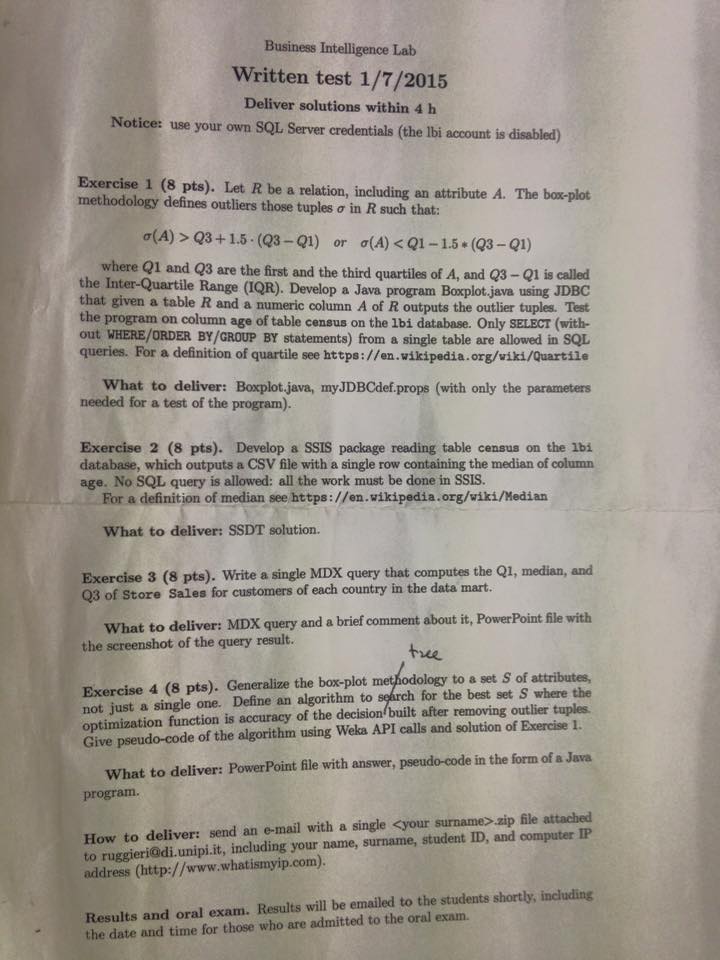 Business Intelligence Lab
Written test 1/7/2015
Deliver solutions within 4 h
Notice: use your own SQL Server credentials (the lbi account is disabled)
Exercise 1 (8 pts). Let R be a relation, including an attribute A. The box-plot
methodology defines outliers those tuples σ in R such that:
σ(A) > Q3 + 1.5 · (Q3 − Q1) or σ(A) < Q1 − 1.5 * (Q3 − Q1)
where Q1 and Q3 are the first and the third quartiles of A, and Q3 − Q1 is called
the Inter-Quartile Range (IQR). Develop a Java program Boxplot.java using JDBC
that given a table R and a numeric column A of R outputs the outlier tuples. Test
the program on column age of table census on the lbi database. Only SELECT (with-
out WHERE/ORDER BY/GROUP BY statements) from a single table are allowed in SQL
queries. For a definition of quartile see https://en.wikipedia.org/wiki/Quartile
What to deliver: Boxplot.java, myJDBCdef.props (with only the parameters
needed for a test of the program).
Exercise 2 (8 pts). Develop a SSIS package reading table census on the lbi
database, which outputs a CSV file with a single row containing the median of column
age. No SQL query is allowed: all the work must be done in SSIS.
For a definition of median see https://en.wikipedia.org/wiki/Median
What to deliver: SSDT solution.
Exercise 3 (8 pts). Write a single MDX query that computes the Q1, median, and
Q3 of Store Sales for customers of each country in the data mart.
What to deliver: MDX query and a brief comment about it, PowerPoint file with
the screenshot of the query result.
tree
Exercise 4 (8 pts). Generalize the box-plot methodology to a set S of attributes,
not just a single one. Define an algorithm to search for the best set S where the
optimization function is accuracy of the decision built after removing outlier tuples.
Give pseudo-code of the algorithm using Weka API calls and solution of Exercise 1.
What to deliver: PowerPoint file with answer, pseudo-code in the form of a Java
program.
How to deliver: send an e-mail with a single <your surname>.zip file attached
to ruggieri@di.unipi.it, including your name, surname, student ID, and computer IP
address (http://www.whatismyip.com).
Results and oral exam. Results will be emailed to the students shortly, including
the date and time for those who are admitted to the oral exam.